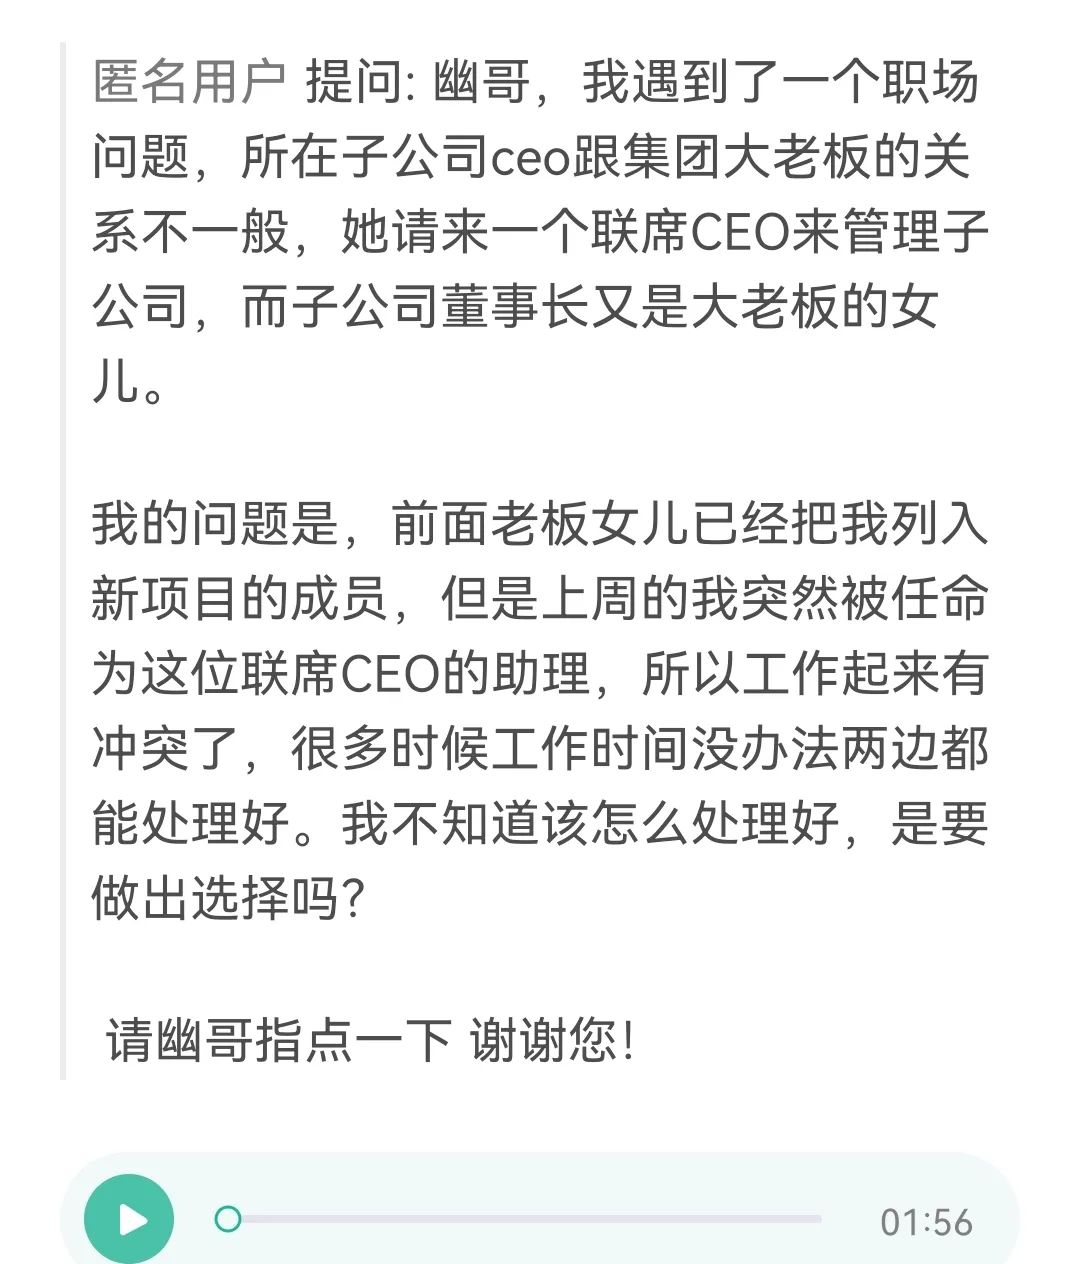 匿名用户 提问: 幽哥，我遇到了一个职场
问题，所在子公司ceo跟集团大老板的关
系不一般，她请来一个联席CEO来管理子
公司，而子公司董事长又是大老板的女
儿。
我的问题是，前面老板女儿已经把我列入
新项目的成员，但是上周的我突然被任命
为这位联席CEO的助理，所以工作起来有
冲突了，很多时候工作时间没办法两边都
能处理好。我不知道该怎么处理好，是要
做出选择吗？
请幽哥指点一下 谢谢您！
01:56